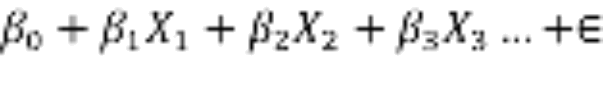 β₀ + β₁X₁ + β₂X₂ + β₃X₃ ... +∈